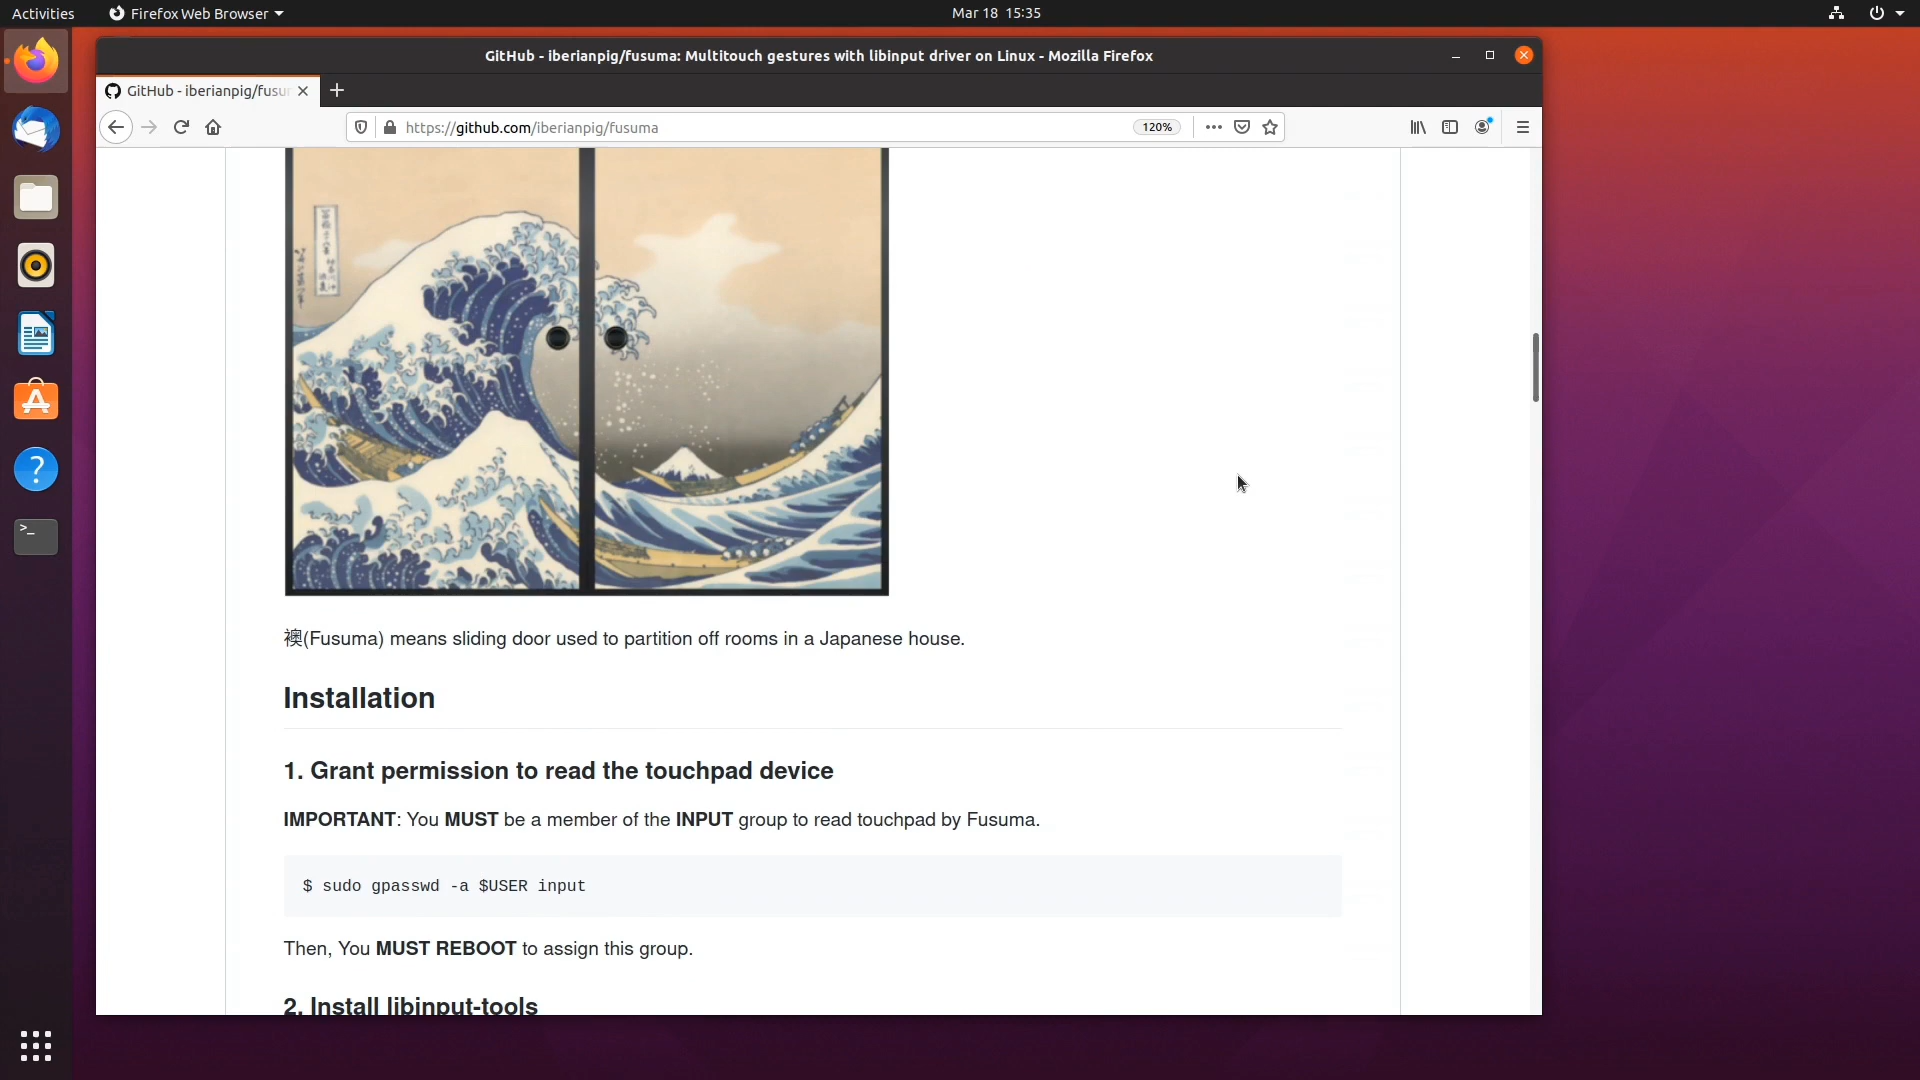 Activities
Firefox Web Browser
Mar 18 15:35
GitHub - iberianpig/fusuma: Multitouch gestures with libinput driver on Linux - Mozilla Firefox
GitHub - iberianpig/fusu
https://github.com/iberianpig/fusuma
120%
襖(Fusuma) means sliding door used to partition off rooms in a Japanese house.
Installation
1. Grant permission to read the touchpad device
IMPORTANT: You MUST be a member of the INPUT group to read touchpad by Fusuma.
$ sudo gpasswd -a $USER input
Then, You MUST REBOOT to assign this group.
2. Install libinput-tools